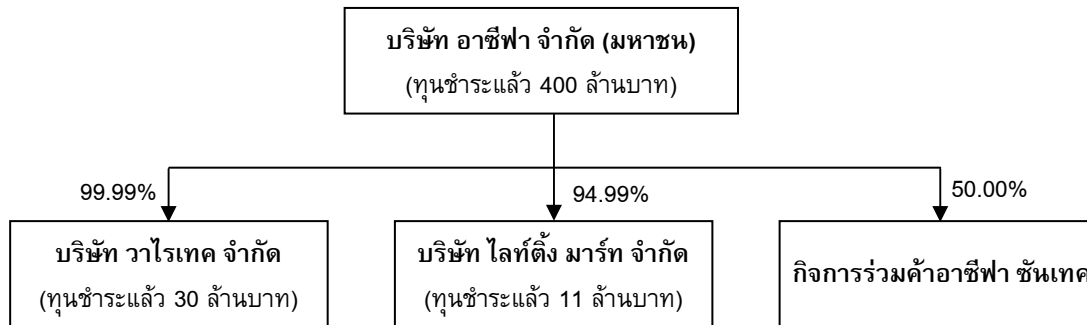 บริษัท อาซีฟา จำกัด (มหาชน)
(ทุนชำระแล้ว 400 ล้านบาท)
99.99%
94.99%
50.00%
บริษัท วาไรเทค จำกัด
(ทุนชำระแล้ว 30 ล้านบาท)
บริษัท ไลท์ติ้ง มาร์ท จำกัด
(ทุนชำระแล้ว 11 ล้านบาท)
กิจการร่วมค้าอาซีฟา ซันเทค